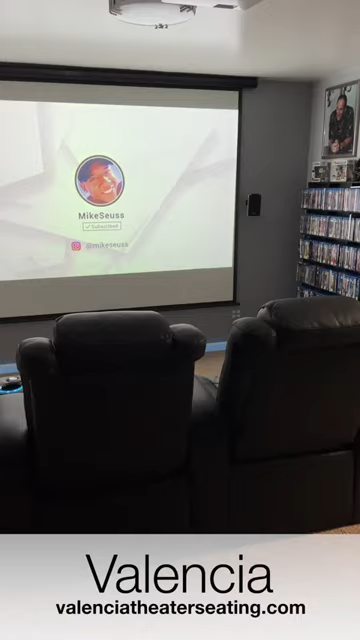 MikeSeuss
✓ Subscribed
@mikeseuss
Valencia
valenciatheaterseating.com